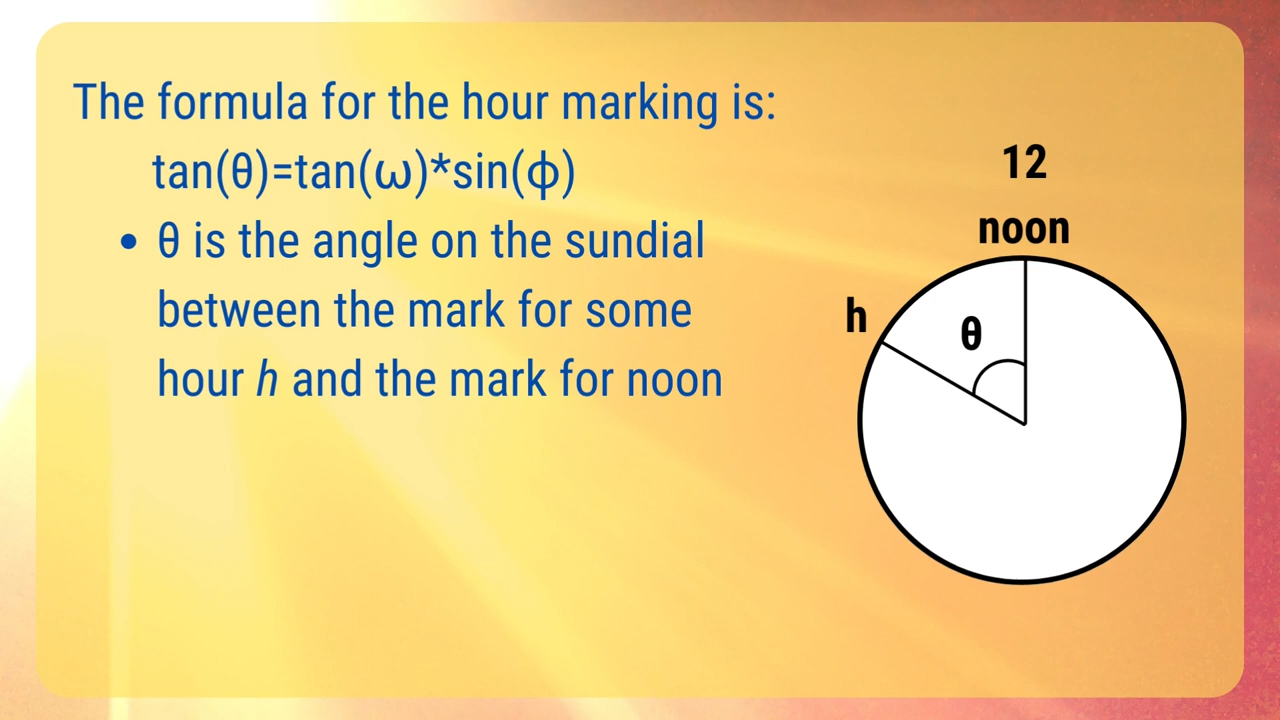 The formula for the hour marking is:
tan(θ)=tan(ω)*sin(ϕ)
• θ is the angle on the sundial
between the mark for some
hour h and the mark for noon
12
noon
h
θ